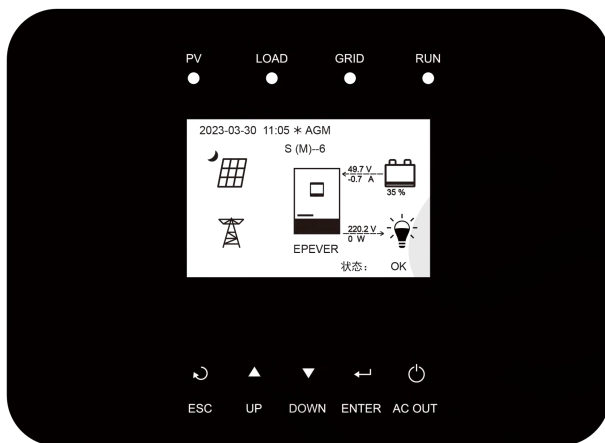 PV LOAD GRID RUN
2023-03-30 11:05 ✳ AGM
S (M)--6
49.7 V
-0.7 A
35 %
220.2 V
0 W
EPEVER
状态： OK
ESC UP DOWN ENTER AC OUT